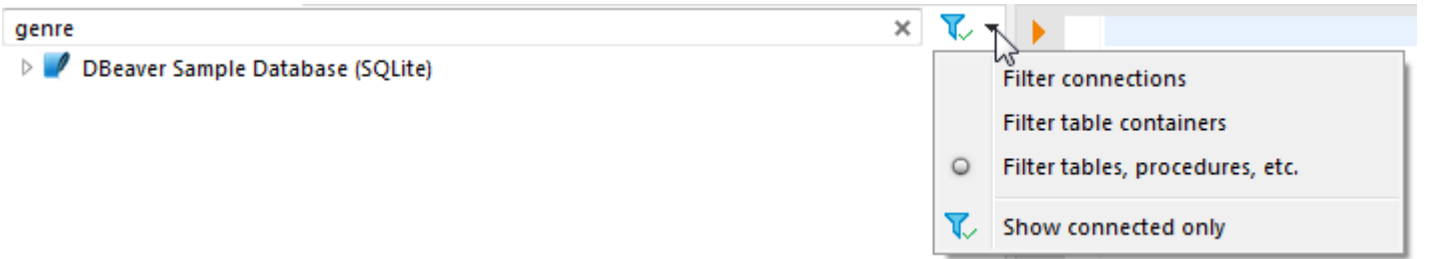 genre
DBeaver Sample Database (SQLite)
Filter connections
Filter table containers
Filter tables, procedures, etc.
Show connected only